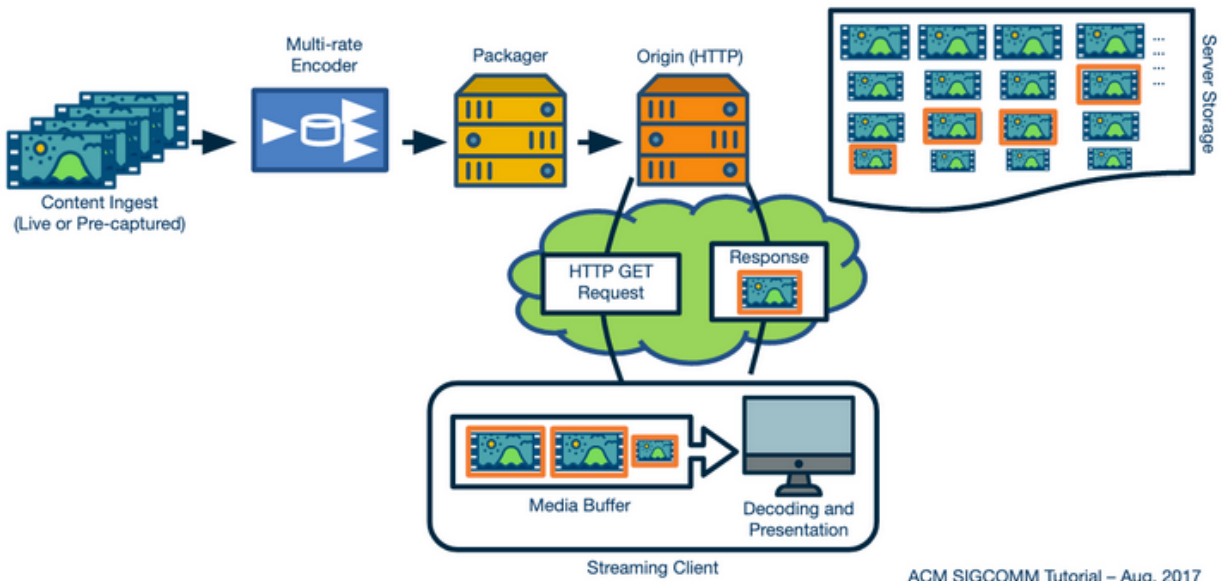 Multi-rate
Encoder
Packager
Origin (HTTP)
...
...
...
...
Server Storage
Content Ingest
(Live or Pre-captured)
HTTP GET
Request
Response
Media Buffer
Decoding and
Presentation
Streaming Client
ACM SIGCOMM Tutorial – Aug. 2017